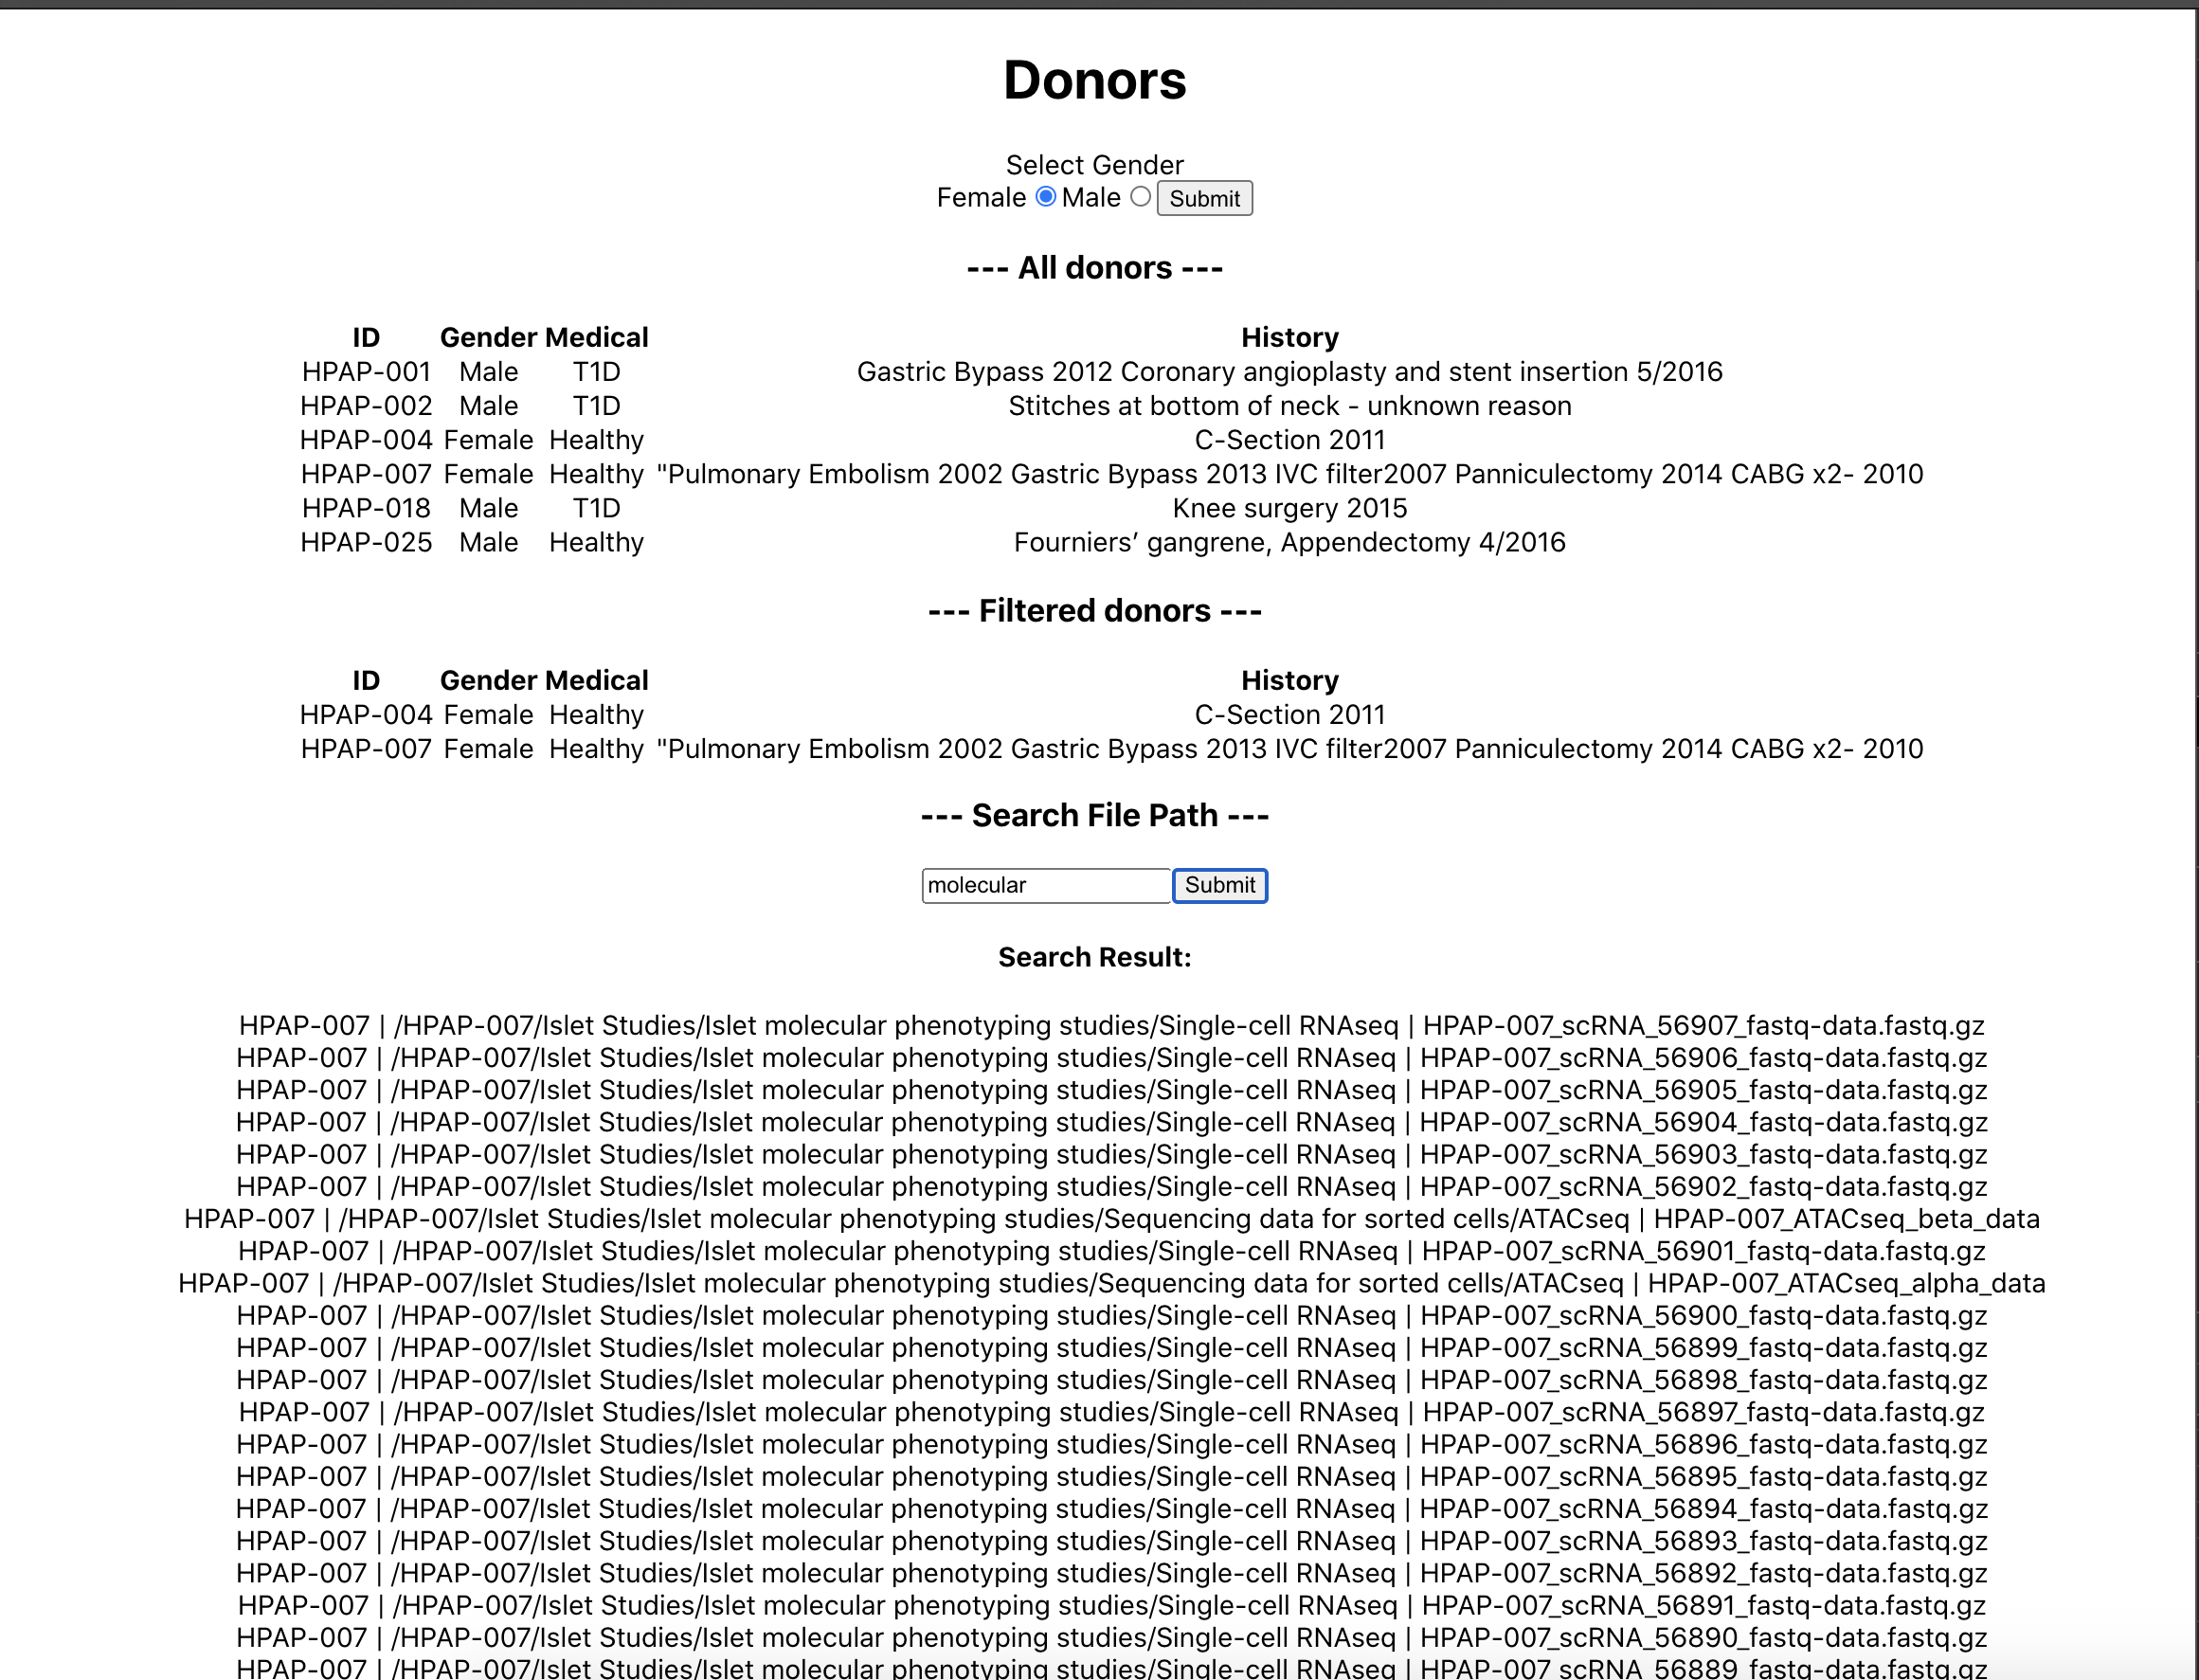 Donors
Select Gender
Female Male Submit
--- All donors ---
ID Gender Medical History
HPAP-001 Male T1D Gastric Bypass 2012 Coronary angioplasty and stent insertion 5/2016
HPAP-002 Male T1D Stitches at bottom of neck - unknown reason
HPAP-004 Female Healthy C-Section 2011
HPAP-007 Female Healthy "Pulmonary Embolism 2002 Gastric Bypass 2013 IVC filter2007 Panniculectomy 2014 CABG x2- 2010
HPAP-018 Male T1D Knee surgery 2015
HPAP-025 Male Healthy Fourniers’ gangrene, Appendectomy 4/2016
--- Filtered donors ---
ID Gender Medical History
HPAP-004 Female Healthy C-Section 2011
HPAP-007 Female Healthy "Pulmonary Embolism 2002 Gastric Bypass 2013 IVC filter2007 Panniculectomy 2014 CABG x2- 2010
--- Search File Path ---
molecular Submit
Search Result:
HPAP-007 | /HPAP-007/Islet Studies/Islet molecular phenotyping studies/Single-cell RNAseq | HPAP-007_scRNA_56907_fastq-data.fastq.gz
HPAP-007 | /HPAP-007/Islet Studies/Islet molecular phenotyping studies/Single-cell RNAseq | HPAP-007_scRNA_56906_fastq-data.fastq.gz
HPAP-007 | /HPAP-007/Islet Studies/Islet molecular phenotyping studies/Single-cell RNAseq | HPAP-007_scRNA_56905_fastq-data.fastq.gz
HPAP-007 | /HPAP-007/Islet Studies/Islet molecular phenotyping studies/Single-cell RNAseq | HPAP-007_scRNA_56904_fastq-data.fastq.gz
HPAP-007 | /HPAP-007/Islet Studies/Islet molecular phenotyping studies/Single-cell RNAseq | HPAP-007_scRNA_56903_fastq-data.fastq.gz
HPAP-007 | /HPAP-007/Islet Studies/Islet molecular phenotyping studies/Single-cell RNAseq | HPAP-007_scRNA_56902_fastq-data.fastq.gz
HPAP-007 | /HPAP-007/Islet Studies/Islet molecular phenotyping studies/Sequencing data for sorted cells/ATACseq | HPAP-007_ATACseq_beta_data
HPAP-007 | /HPAP-007/Islet Studies/Islet molecular phenotyping studies/Single-cell RNAseq | HPAP-007_scRNA_56901_fastq-data.fastq.gz
HPAP-007 | /HPAP-007/Islet Studies/Islet molecular phenotyping studies/Sequencing data for sorted cells/ATACseq | HPAP-007_ATACseq_alpha_data
HPAP-007 | /HPAP-007/Islet Studies/Islet molecular phenotyping studies/Single-cell RNAseq | HPAP-007_scRNA_56900_fastq-data.fastq.gz
HPAP-007 | /HPAP-007/Islet Studies/Islet molecular phenotyping studies/Single-cell RNAseq | HPAP-007_scRNA_56899_fastq-data.fastq.gz
HPAP-007 | /HPAP-007/Islet Studies/Islet molecular phenotyping studies/Single-cell RNAseq | HPAP-007_scRNA_56898_fastq-data.fastq.gz
HPAP-007 | /HPAP-007/Islet Studies/Islet molecular phenotyping studies/Single-cell RNAseq | HPAP-007_scRNA_56897_fastq-data.fastq.gz
HPAP-007 | /HPAP-007/Islet Studies/Islet molecular phenotyping studies/Single-cell RNAseq | HPAP-007_scRNA_56896_fastq-data.fastq.gz
HPAP-007 | /HPAP-007/Islet Studies/Islet molecular phenotyping studies/Single-cell RNAseq | HPAP-007_scRNA_56895_fastq-data.fastq.gz
HPAP-007 | /HPAP-007/Islet Studies/Islet molecular phenotyping studies/Single-cell RNAseq | HPAP-007_scRNA_56894_fastq-data.fastq.gz
HPAP-007 | /HPAP-007/Islet Studies/Islet molecular phenotyping studies/Single-cell RNAseq | HPAP-007_scRNA_56893_fastq-data.fastq.gz
HPAP-007 | /HPAP-007/Islet Studies/Islet molecular phenotyping studies/Single-cell RNAseq | HPAP-007_scRNA_56892_fastq-data.fastq.gz
HPAP-007 | /HPAP-007/Islet Studies/Islet molecular phenotyping studies/Single-cell RNAseq | HPAP-007_scRNA_56891_fastq-data.fastq.gz
HPAP-007 | /HPAP-007/Islet Studies/Islet molecular phenotyping studies/Single-cell RNAseq | HPAP-007_scRNA_56890_fastq-data.fastq.gz
HPAP-007 | /HPAP-007/Islet Studies/Islet molecular phenotyping studies/Single-cell RNAseq | HPAP-007_scRNA_56889_fastq-data.fastq.gz